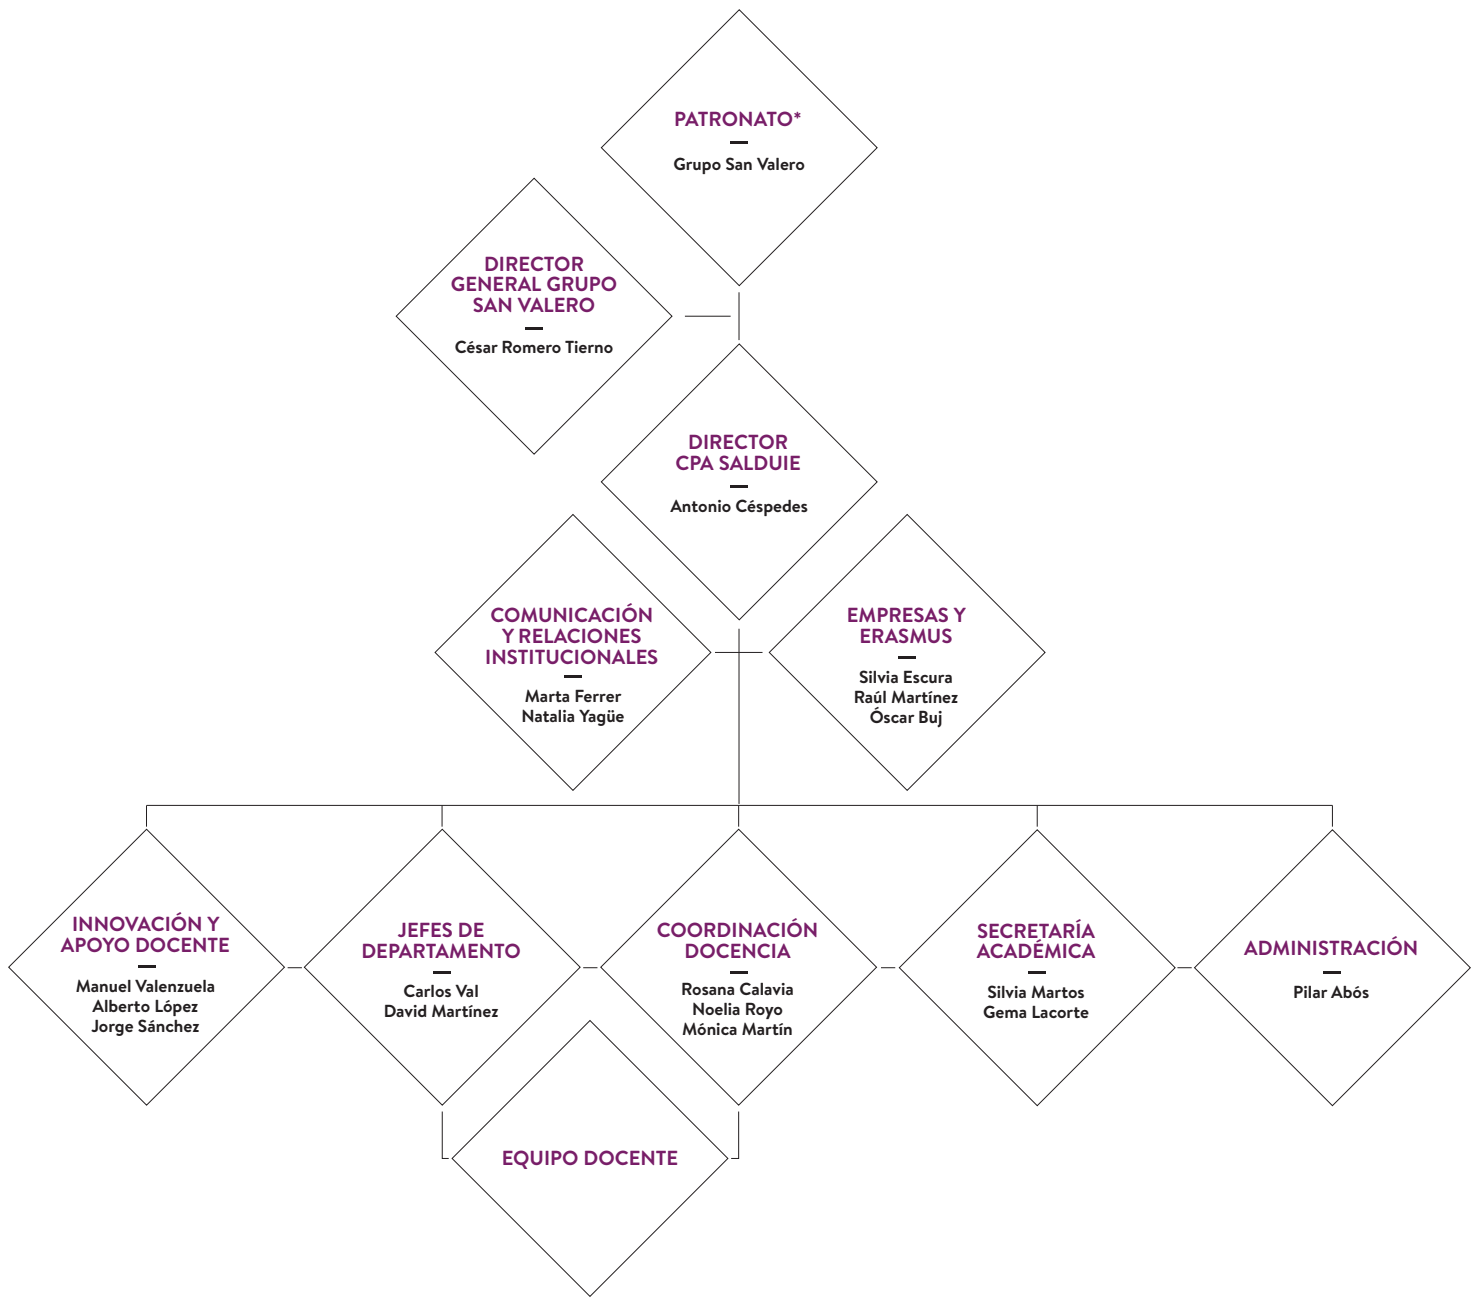 PATRONATO*
Grupo San Valero
DIRECTOR
GENERAL GRUPO
SAN VALERO
César Romero Tierno
DIRECTOR
CPA SALDUIE
Antonio Céspedes
COMUNICACIÓN
Y RELACIONES
INSTITUCIONALES
Marta Ferrer
Natalia Yagüe
EMPRESAS Y
ERASMUS
Silvia Escura
Raúl Martínez
Óscar Buj
INNOVACIÓN Y
APOYO DOCENTE
Manuel Valenzuela
Alberto López
Jorge Sánchez
JEFES DE
DEPARTAMENTO
Carlos Val
David Martínez
COORDINACIÓN
DOCENCIA
Rosana Calavia
Noelia Royo
Mónica Martín
SECRETARÍA
ACADÉMICA
Silvia Martos
Gema Lacorte
ADMINISTRACIÓN
Pilar Abós
EQUIPO DOCENTE